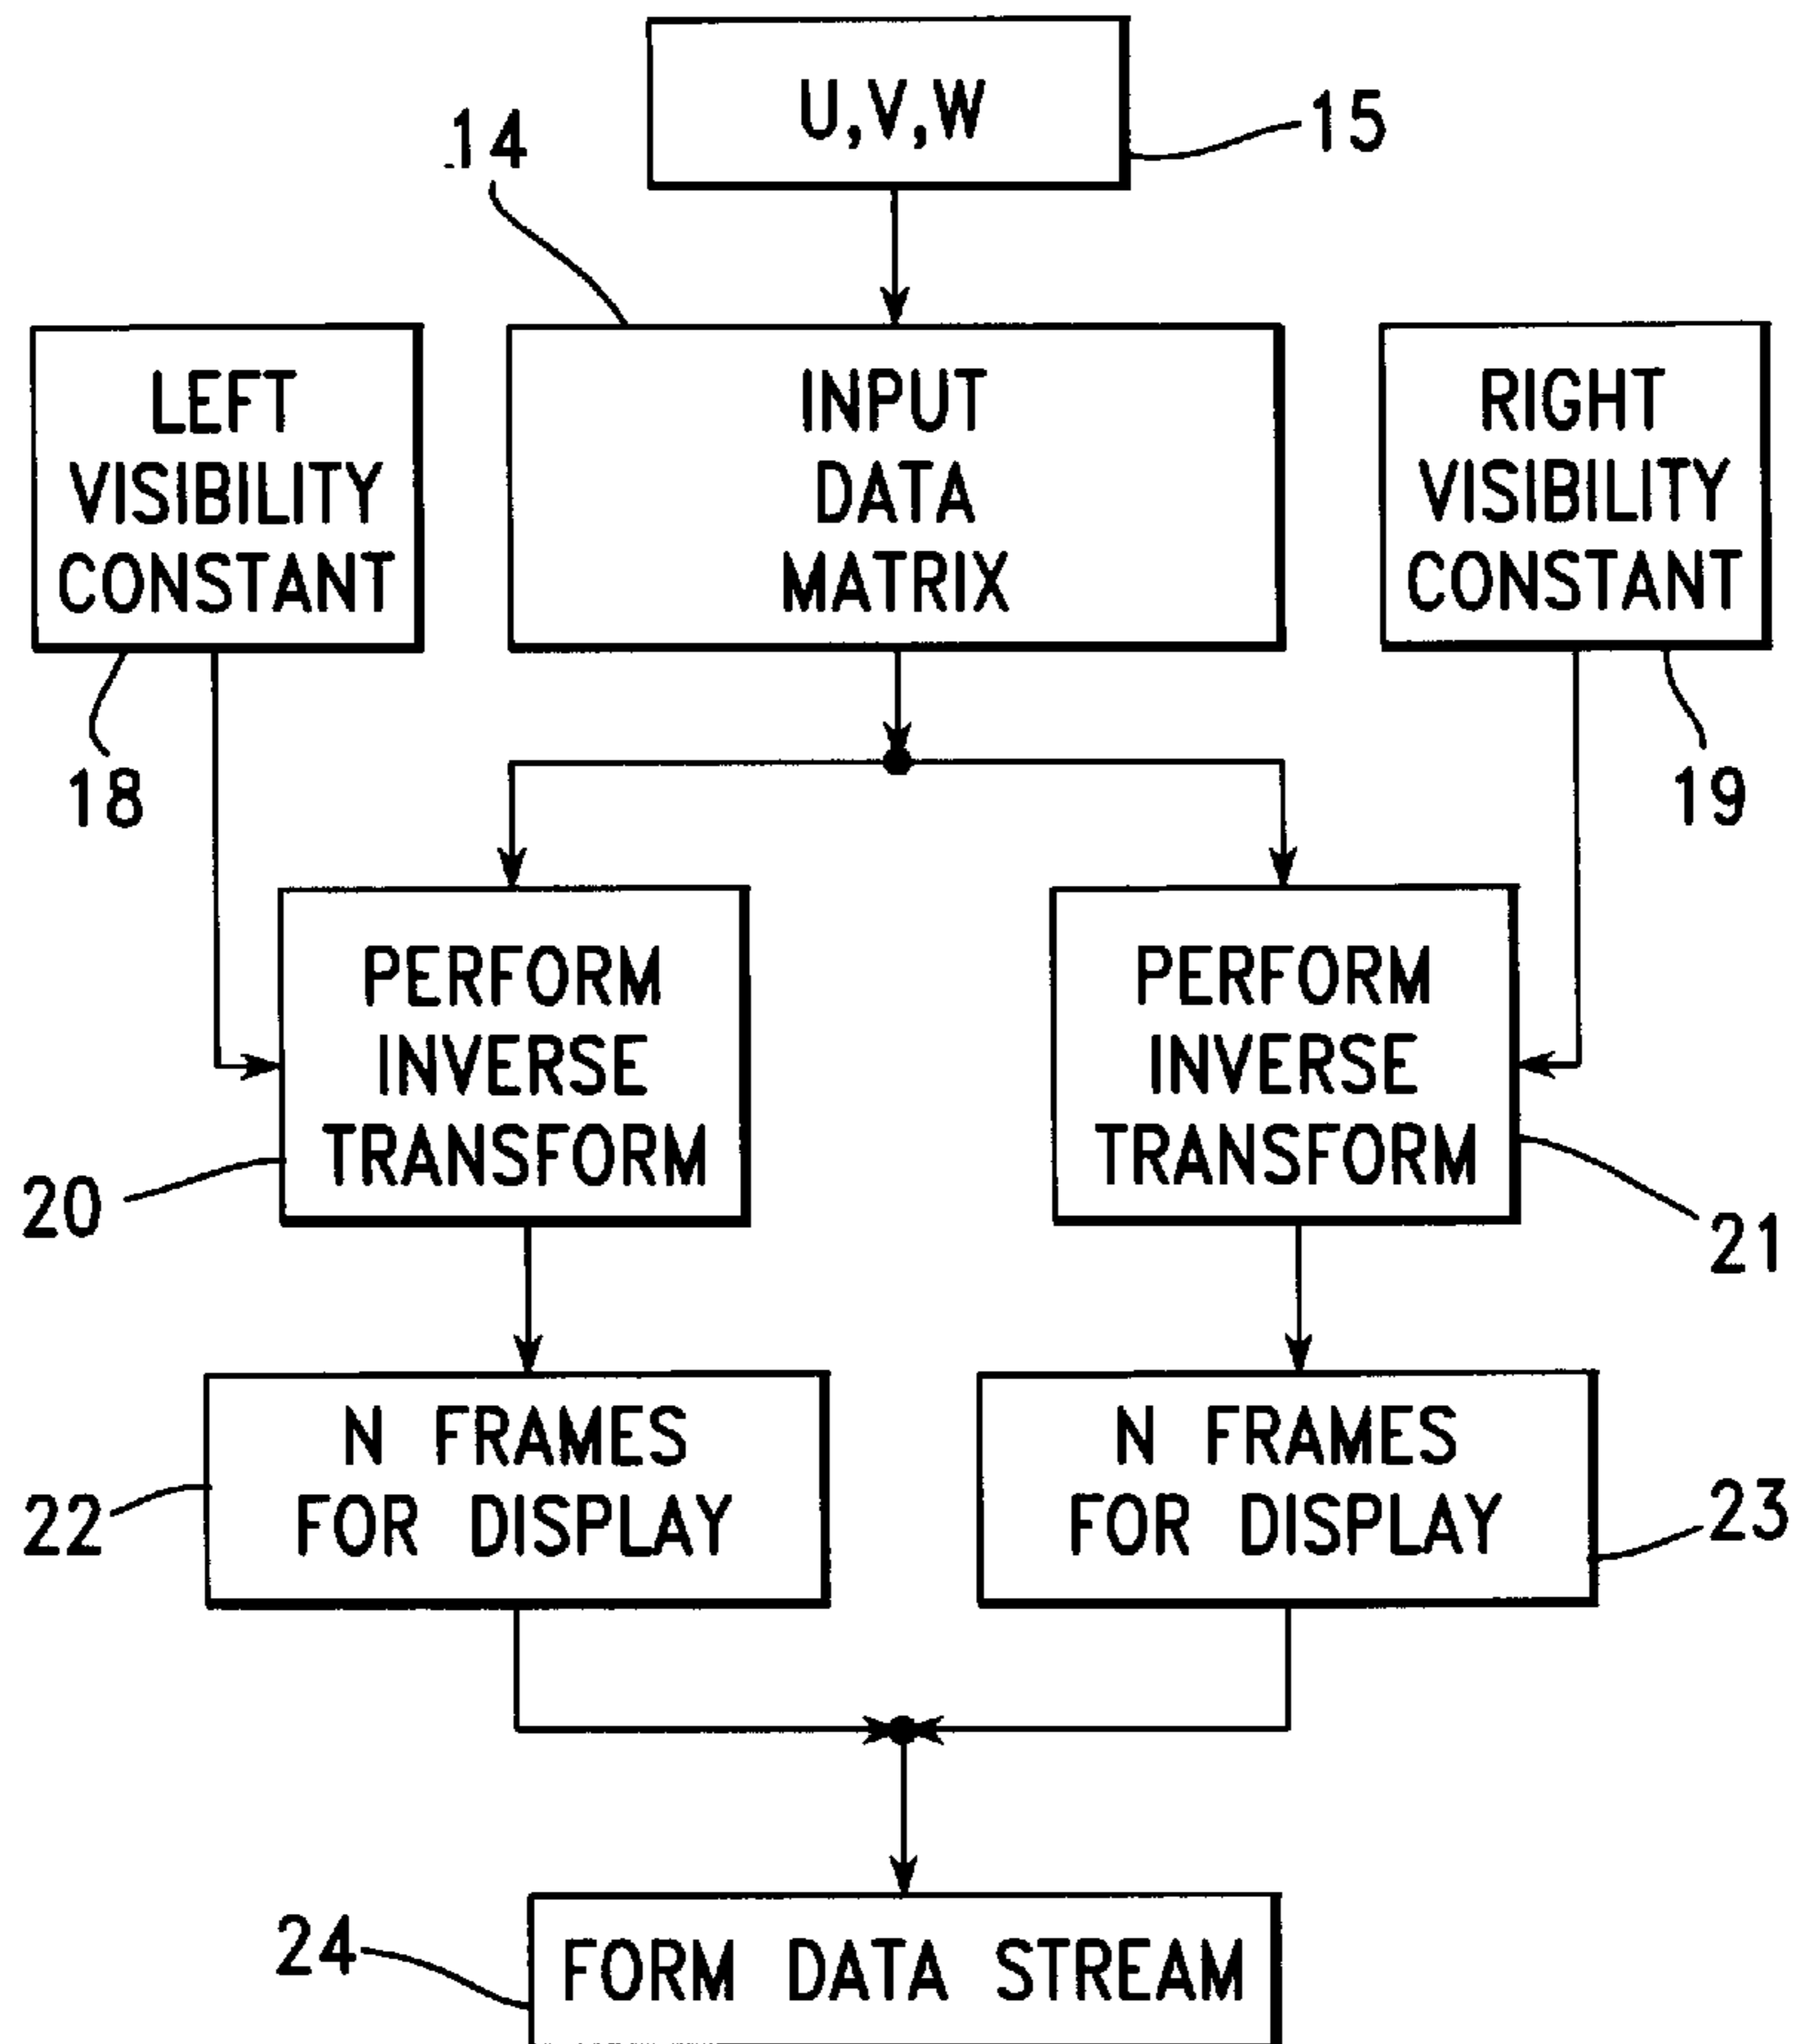 U,V,W
15
14
LEFT
VISIBILITY
CONSTANT
INPUT
DATA
MATRIX
RIGHT
VISIBILITY
CONSTANT
18
19
PERFORM
INVERSE
TRANSFORM
PERFORM
INVERSE
TRANSFORM
20
21
N FRAMES
FOR DISPLAY
N FRAMES
FOR DISPLAY
22
23
24
FORM DATA STREAM